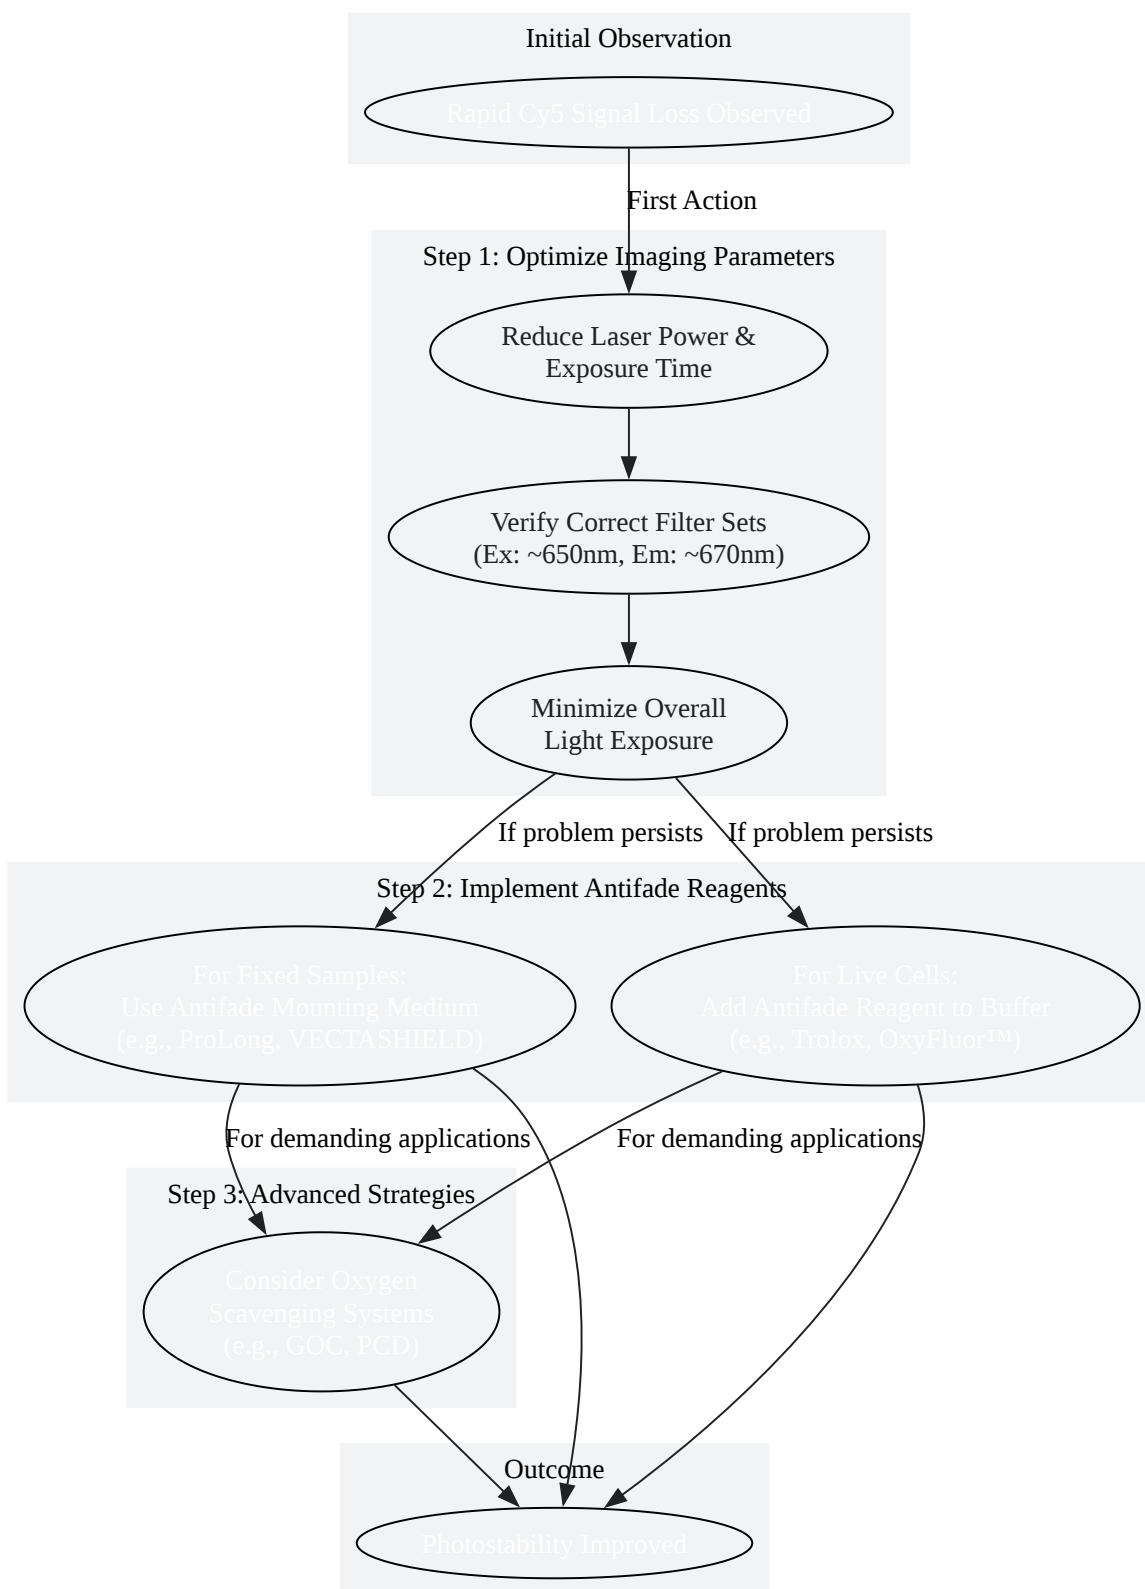 Initial Observation
Rapid Cy5 Signal Loss Observed
First Action
Step 1: Optimize Imaging Parameters
Reduce Laser Power &
Exposure Time
Verify Correct Filter Sets
(Ex: ~650nm, Em: ~670nm)
Minimize Overall
Light Exposure
If problem persists
If problem persists
Step 2: Implement Antifade Reagents
For Fixed Samples:
Use Antifade Mounting Medium
(e.g., ProLong, VECTASHIELD)
For Live Cells:
Add Antifade Reagent to Buffer
(e.g., Trolox, OxyFluor™)
For demanding applications
For demanding applications
Step 3: Advanced Strategies
Consider Oxygen
Scavenging Systems
(e.g., GOC, PCD)
Outcome
Photostability Improved